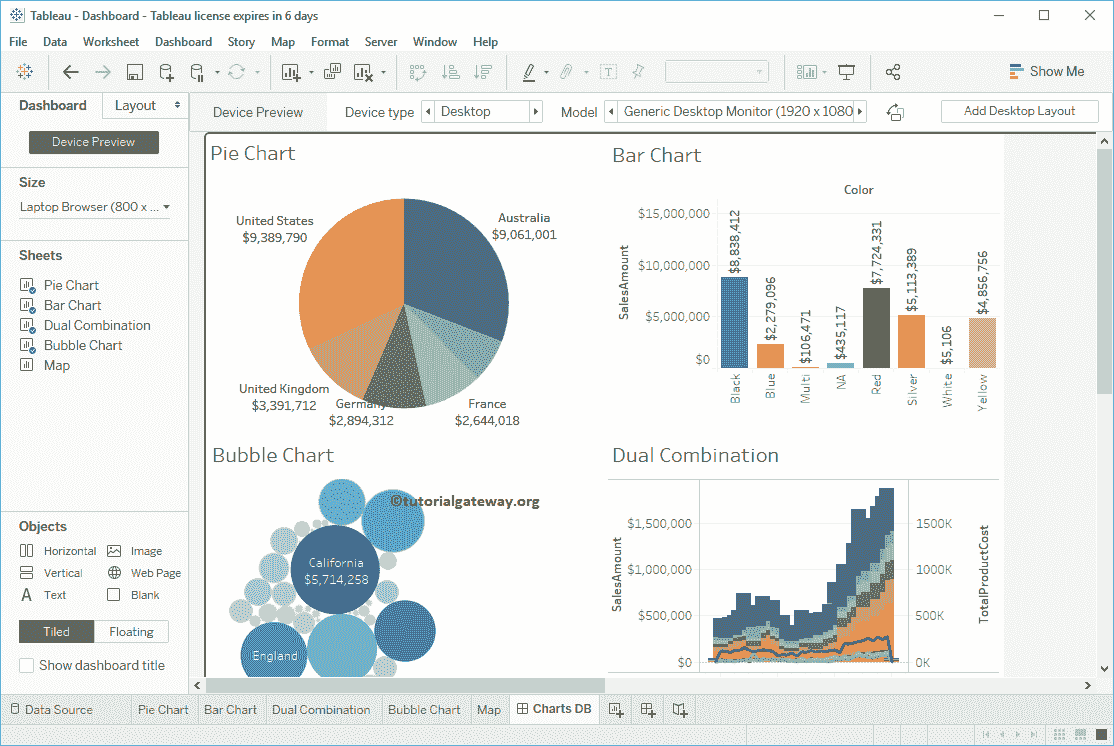 Tableau - Dashboard - Tableau license expires in 6 days
File Data Worksheet Dashboard Story Map Format Server Window Help
Show Me
Dashboard Layout
Device Preview Device type Desktop Model Generic Desktop Monitor (1920 x 1080 Add Desktop Layout
Device Preview
Size
Laptop Browser (800 x ...
Sheets
Pie Chart
Bar Chart
Dual Combination
Bubble Chart
Map
Objects
Horizontal Image
Vertical Web Page
Text Blank
Tiled Floating
Show dashboard title
Pie Chart
United States
$9,389,790
Australia
$9,061,001
United Kingdom
$3,391,712
Germany
$2,894,312
France
$2,644,018
Bar Chart
Color
SalesAmount
$15,000,000
$10,000,000
$5,000,000
$0
$8,838,412
$2,279,096
$106,471
$435,117
$7,724,331
$5,113,389
$5,106
$4,856,756
Black
Blue
Multi
NA
Red
Silver
White
Yellow
Bubble Chart
©tutorialgateway.org
California
$5,714,258
England
Dual Combination
SalesAmount
$1,500,000
$1,000,000
$500,000
$0
1500K
1000K
500K
0K
TotalProductCost
Data Source Pie Chart Bar Chart Dual Combination Bubble Chart Map Charts DB